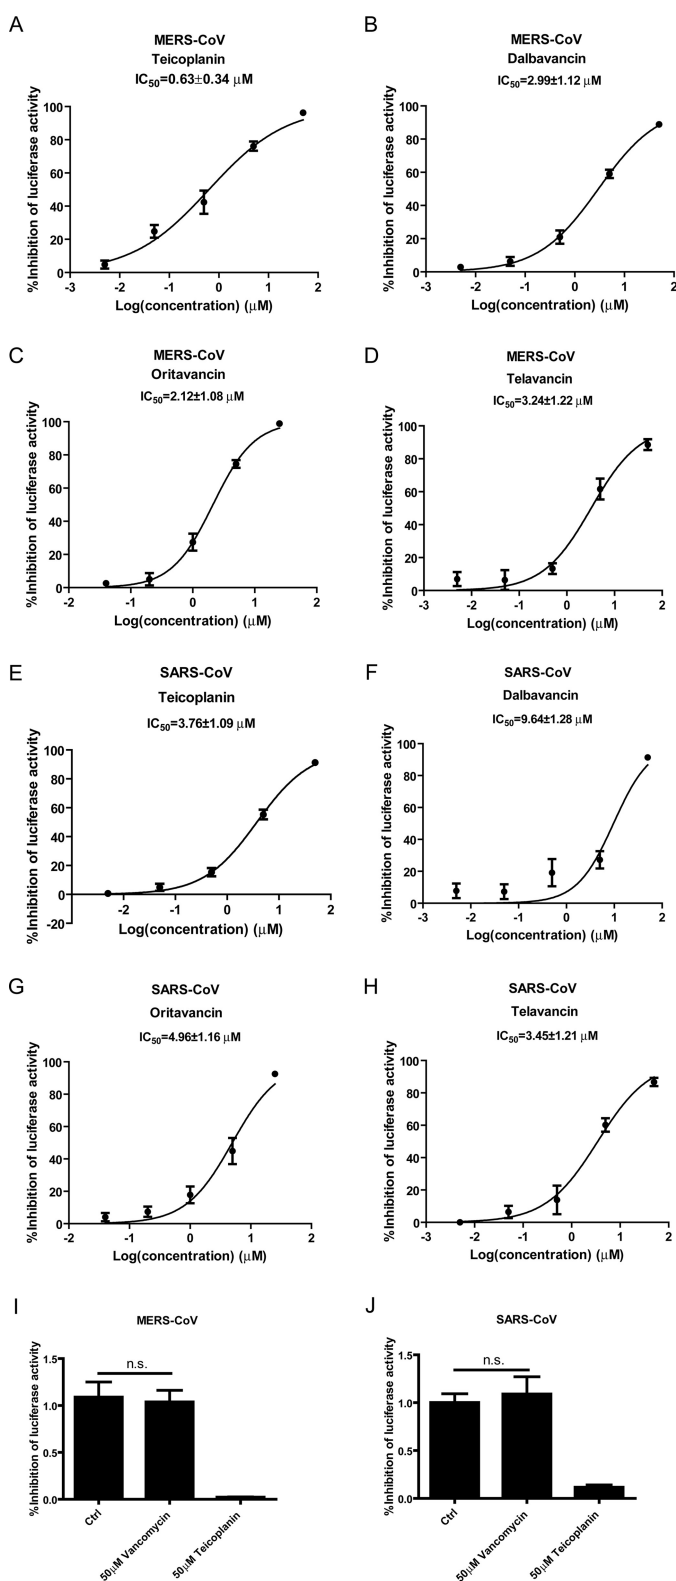 A
MERS-CoV
Teicoplanin
IC50=0.63±0.34 μM
%Inhibition of luciferase activity
100
80
60
40
20
0
-3 -2 -1 0 1 2
Log(concentration) (μM)
B
MERS-CoV
Dalbavancin
IC50=2.99±1.12 μM
%Inhibition of luciferase activity
100
80
60
40
20
0
-3 -2 -1 0 1 2
Log(concentration) (μM)
C
MERS-CoV
Oritavancin
IC50=2.12±1.08 μM
%Inhibition of luciferase activity
100
80
60
40
20
0
-2 -1 0 1 2
Log(concentration) (μM)
D
MERS-CoV
Telavancin
IC50=3.24±1.22 μM
%Inhibition of luciferase activity
100
80
60
40
20
0
-3 -2 -1 0 1 2
Log(concentration) (μM)
E
SARS-CoV
Teicoplanin
IC50=3.76±1.09 μM
%Inhibition of luciferase activity
100
80
60
40
20
0
-20
-2 -1 0 1 2
Log(concentration) (μM)
F
SARS-CoV
Dalbavancin
IC50=9.64±1.28 μM
%Inhibition of luciferase activity
100
80
60
40
20
0
-3 -2 -1 0 1 2
Log(concentration) (μM)
G
SARS-CoV
Oritavancin
IC50=4.96±1.16 μM
%Inhibition of luciferase activity
100
80
60
40
20
0
-2 -1 0 1 2
Log(concentration) (μM)
H
SARS-CoV
Telavancin
IC50=3.45±1.21 μM
%Inhibition of luciferase activity
100
80
60
40
20
0
-3 -2 -1 0 1 2
Log(concentration) (μM)
I
MERS-CoV
%Inhibition of luciferase activity
1.5
1.0
0.5
0.0
n.s.
Ctrl
50μM Vancomycin
50μM Teicoplanin
J
SARS-CoV
%Inhibition of luciferase activity
1.5
1.0
0.5
0.0
n.s.
Ctrl
50μM Vancomycin
50μM Teicoplanin